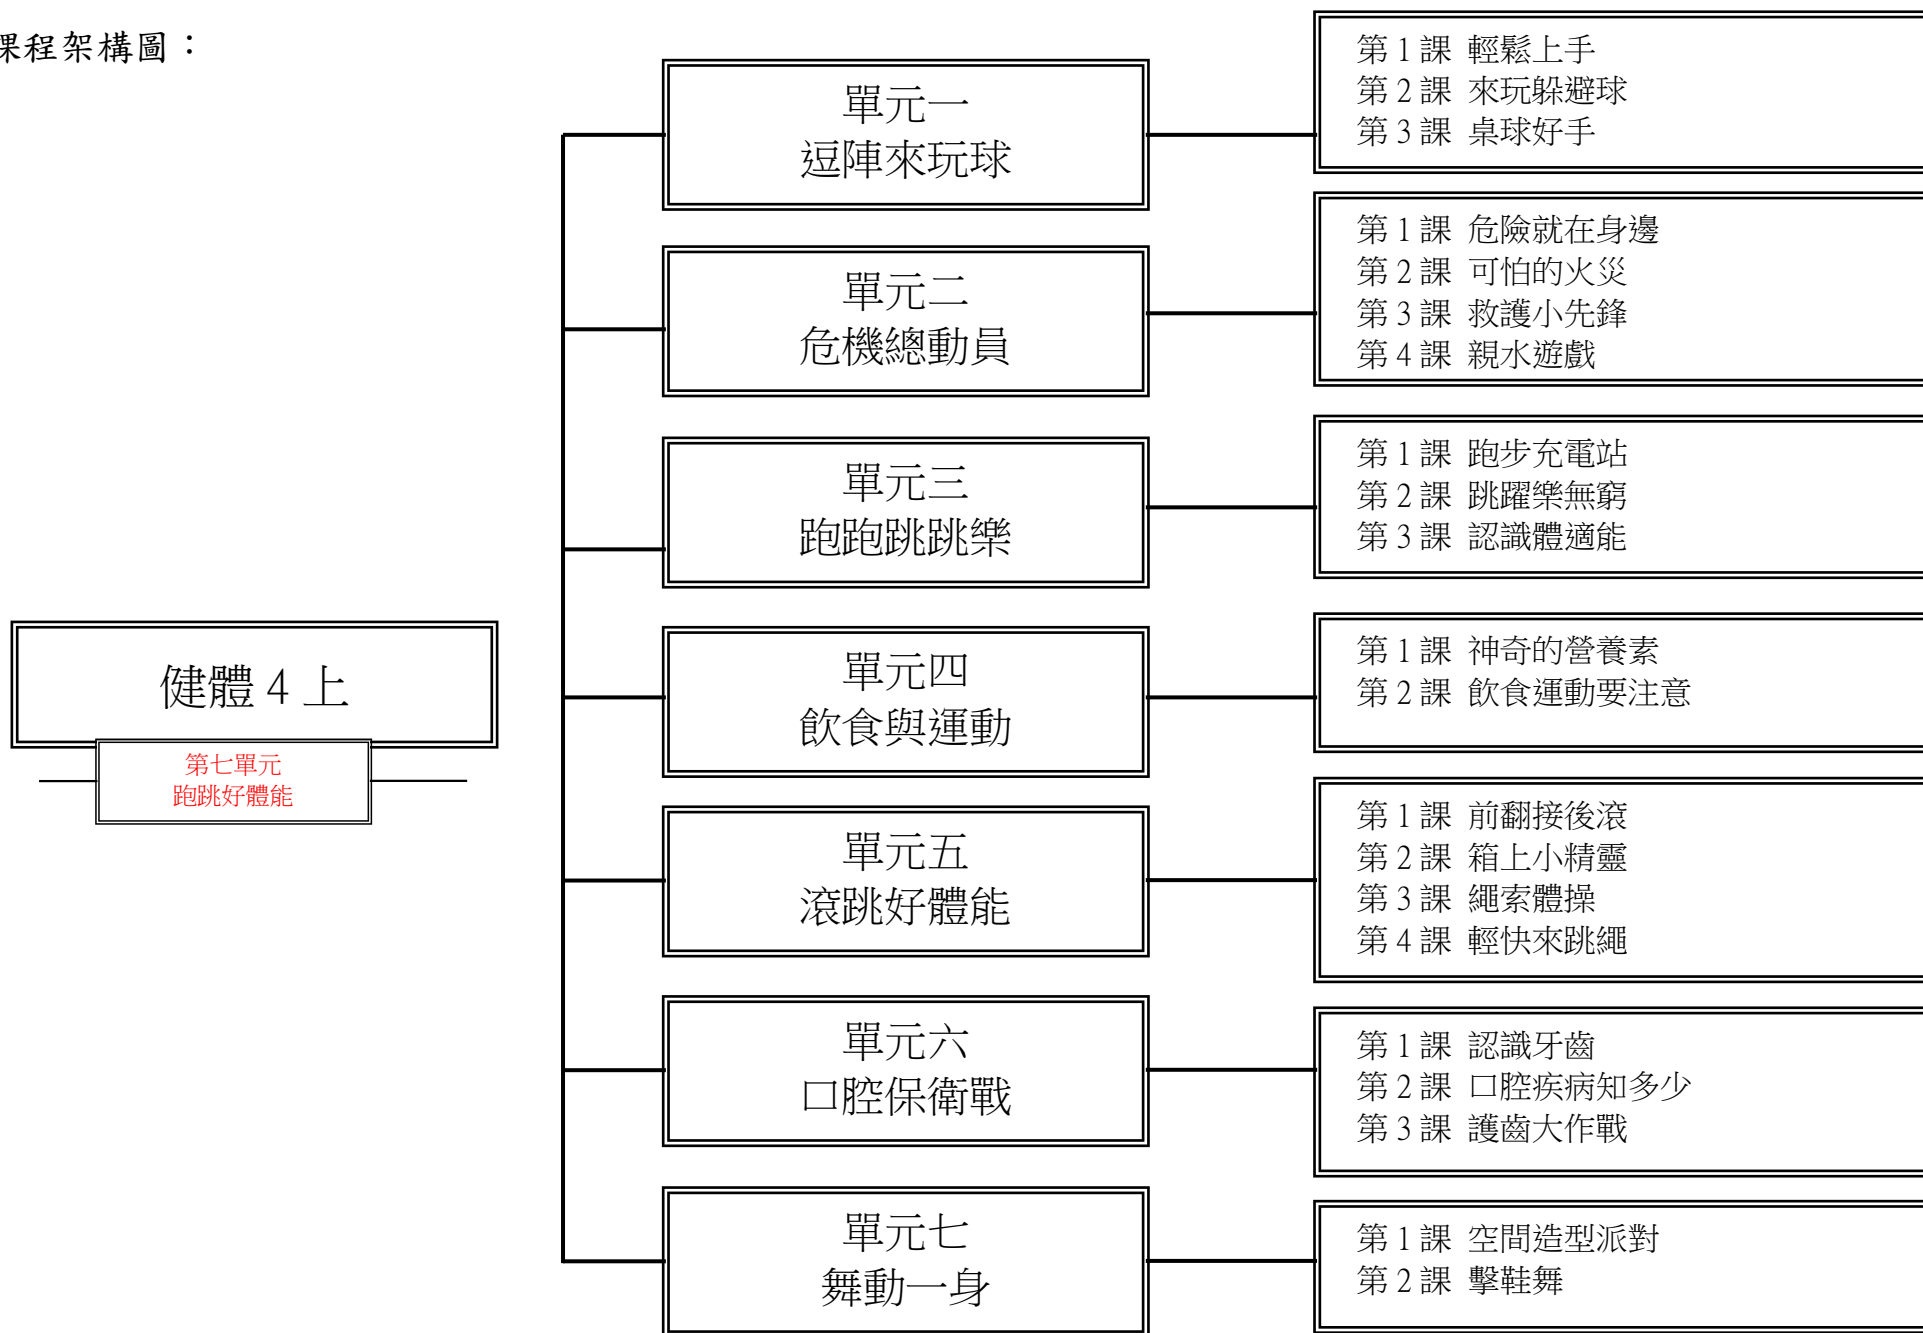 課程架構圖：
單元一
逗陣來玩球
第 1 課 輕鬆上手
第 2 課 來玩躲避球
第 3 課 桌球好手
單元二
危機總動員
第 1 課 危險就在身邊
第 2 課 可怕的火災
第 3 課 救護小先鋒
第 4 課 親水遊戲
單元三
跑跑跳跳樂
第 1 課 跑步充電站
第 2 課 跳躍樂無窮
第 3 課 認識體適能
健體 4 上
第七單元
跑跳好體能
單元四
飲食與運動
第 1 課 神奇的營養素
第 2 課 飲食運動要注意
單元五
滾跳好體能
第 1 課 前翻接後滾
第 2 課 箱上小精靈
第 3 課 繩索體操
第 4 課 輕快來跳繩
單元六
口腔保衛戰
第 1 課 認識牙齒
第 2 課 口腔疾病知多少
第 3 課 護齒大作戰
單元七
舞動一身
第 1 課 空間造型派對
第 2 課 擊鞋舞